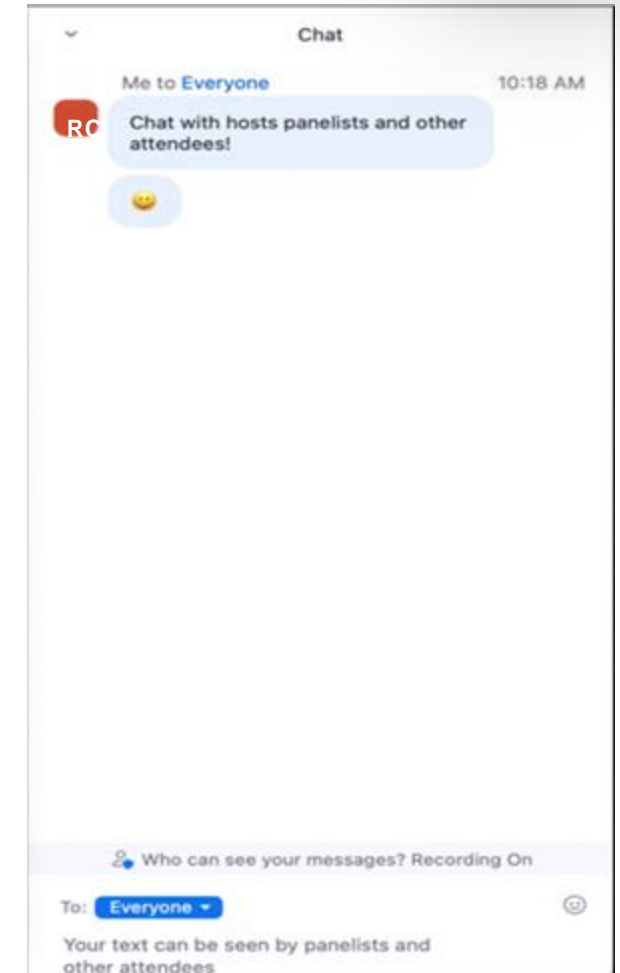 Chat
Me to Everyone 10:18 AM
RC
Chat with hosts panelists and other
attendees!
Who can see your messages? Recording On
To: Everyone
Your text can be seen by panelists and
other attendees